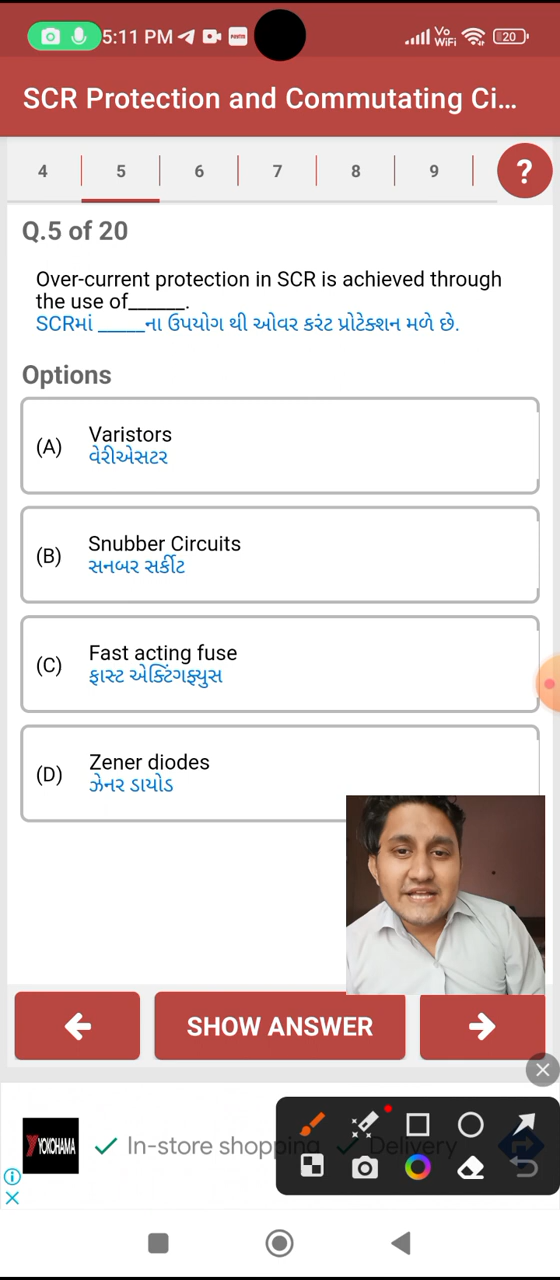 5:11 PM
Vo
WiFi
20
SCR Protection and Commutating Ci...
4 5 6 7 8 9 ?
Q.5 of 20
Over-current protection in SCR is achieved through
the use of______.
SCRમાં _____ના ઉપયોગ થી ઓવર કરંટ પ્રોટેક્શન મળે છે.
Options
(A) Varistors
વેરીએસટર
(B) Snubber Circuits
સનબર સર્કીટ
(C) Fast acting fuse
ફાસ્ટ એક્ટિંગફ્યુસ
(D) Zener diodes
ઝેનર ડાયોડ
SHOW ANSWER
YOKOHAMA
In-store shopping
Delivery